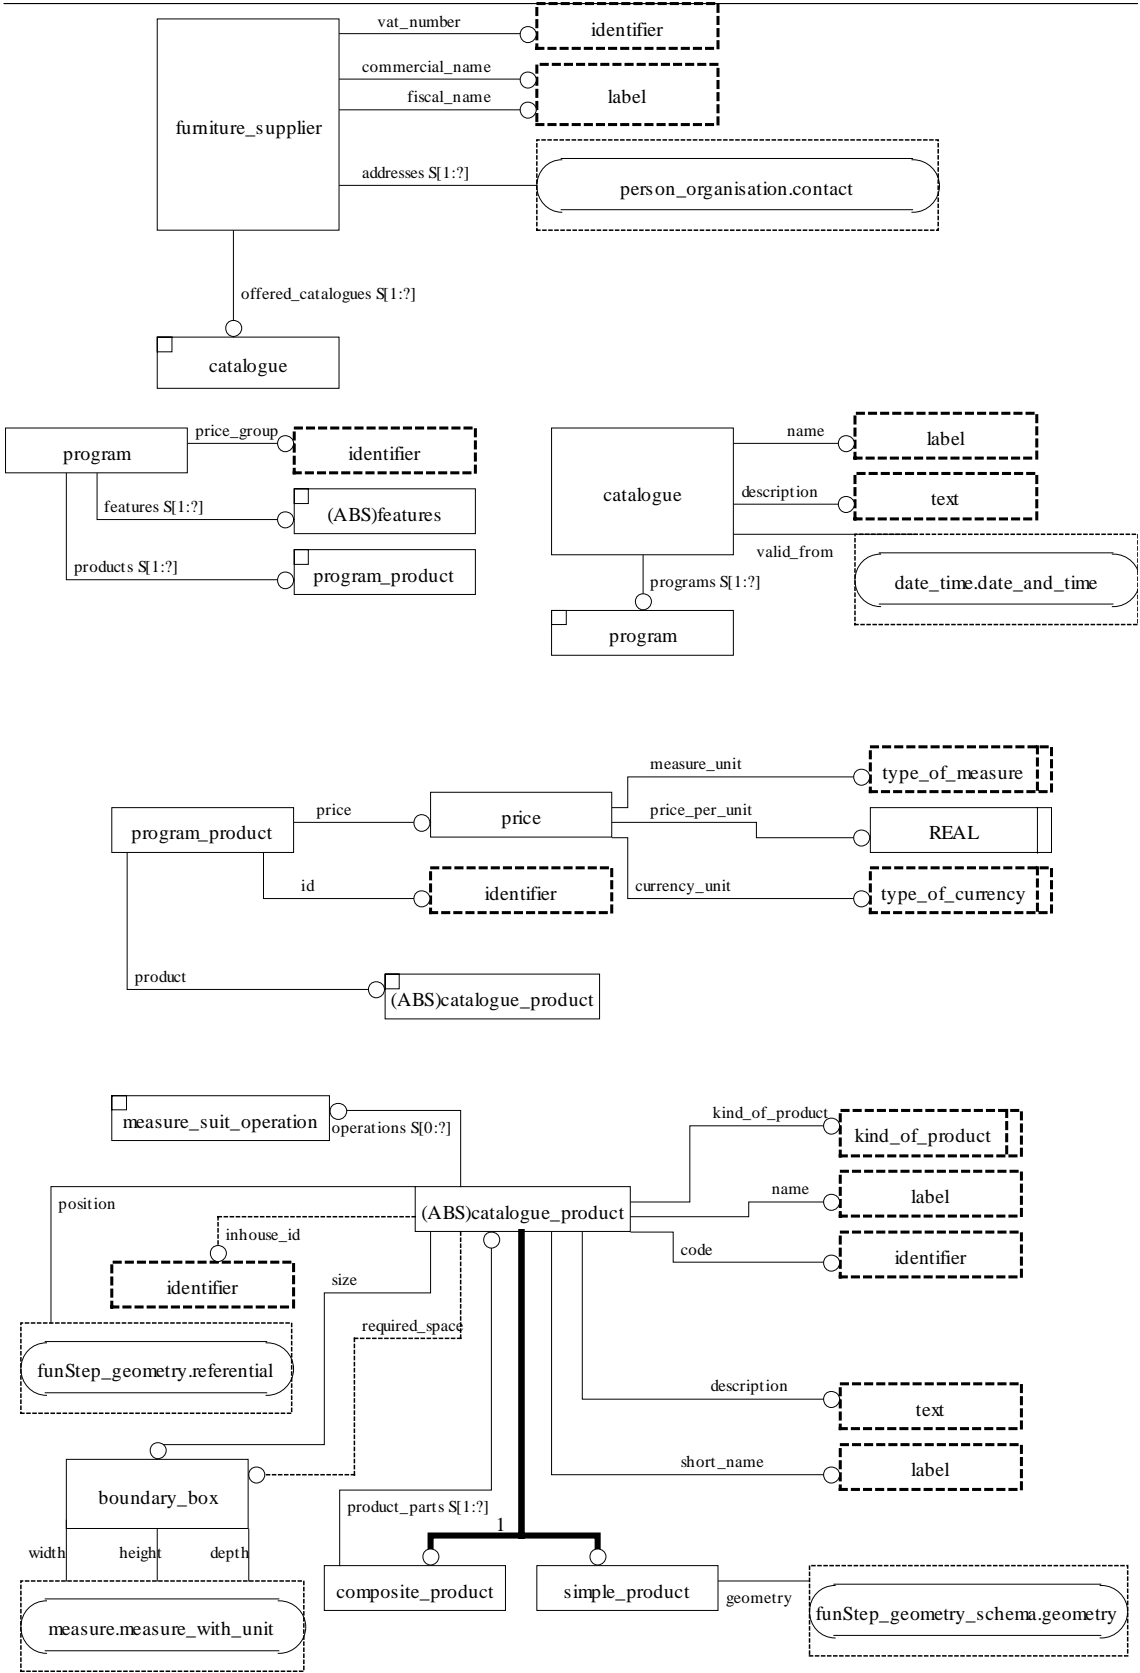 vat_number
identifier
commercial_name
label
fiscal_name
furniture_supplier
addresses S[1:?]
person_organisation.contact
offered_catalogues S[1:?]
catalogue
price_group
program
identifier
features S[1:?]
(ABS)features
products S[1:?]
program_product
name
label
catalogue
description
text
valid_from
date_time.date_and_time
programs S[1:?]
program
measure_unit
type_of_measure
price
price
price_per_unit
REAL
program_product
id
identifier
currency_unit
type_of_currency
product
(ABS)catalogue_product
measure_suit_operation
operations S[0:?]
kind_of_product
kind_of_product
position
(ABS)catalogue_product
name
label
inhouse_id
identifier
code
identifier
size
required_space
funStep_geometry.referential
description
text
short_name
label
boundary_box
product_parts S[1:?]
1
width
height
depth
composite_product
simple_product
geometry
funStep_geometry_schema.geometry
measure.measure_with_unit